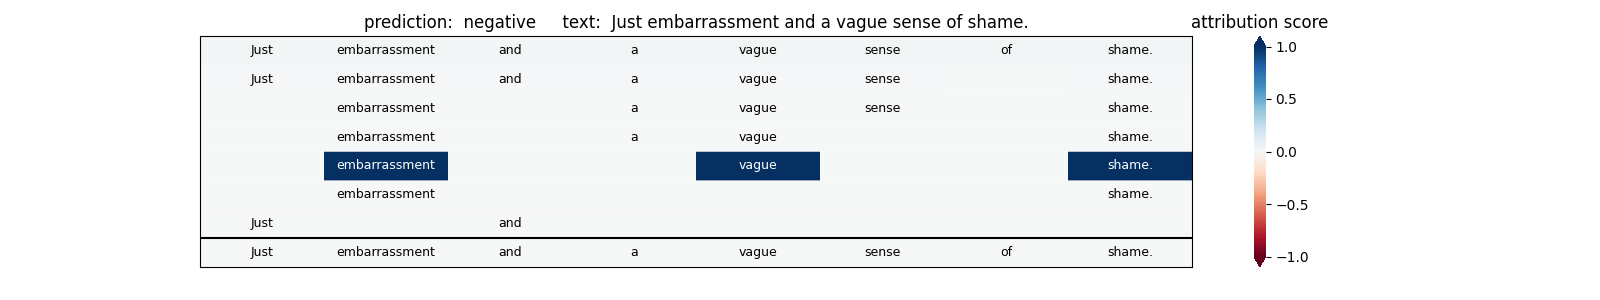 prediction:  negative     text:  Just embarrassment and a vague sense of shame.
attribution score
Just embarrassment and a vague sense of shame.
Just embarrassment and a vague sense shame.
embarrassment a vague sense shame.
embarrassment a vague shame.
embarrassment vague shame.
embarrassment shame.
Just and
Just embarrassment and a vague sense of shame.
1.0
0.5
0.0
−0.5
−1.0